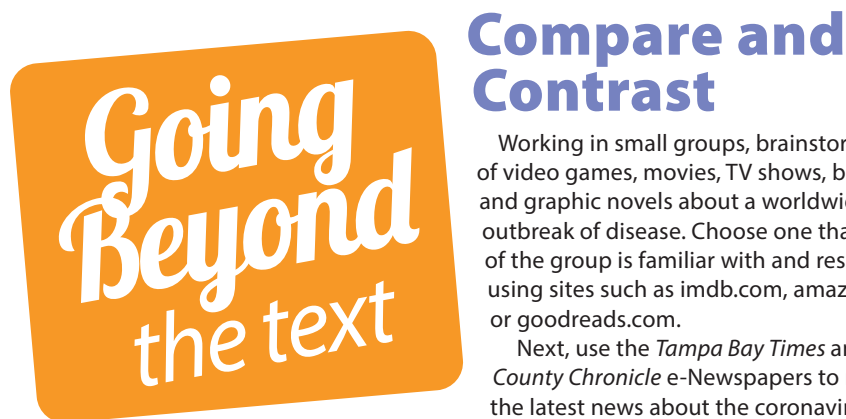 Going
Beyond
the text
Compare and
Contrast
Working in small groups, brainstor
of video games, movies, TV shows, b
and graphic novels about a worldwi
outbreak of disease. Choose one tha
of the group is familiar with and res
using sites such as imdb.com, amaz
or goodreads.com.
Next, use the Tampa Bay Times ar
County Chronicle e-Newspapers to
the latest news about the coronavir